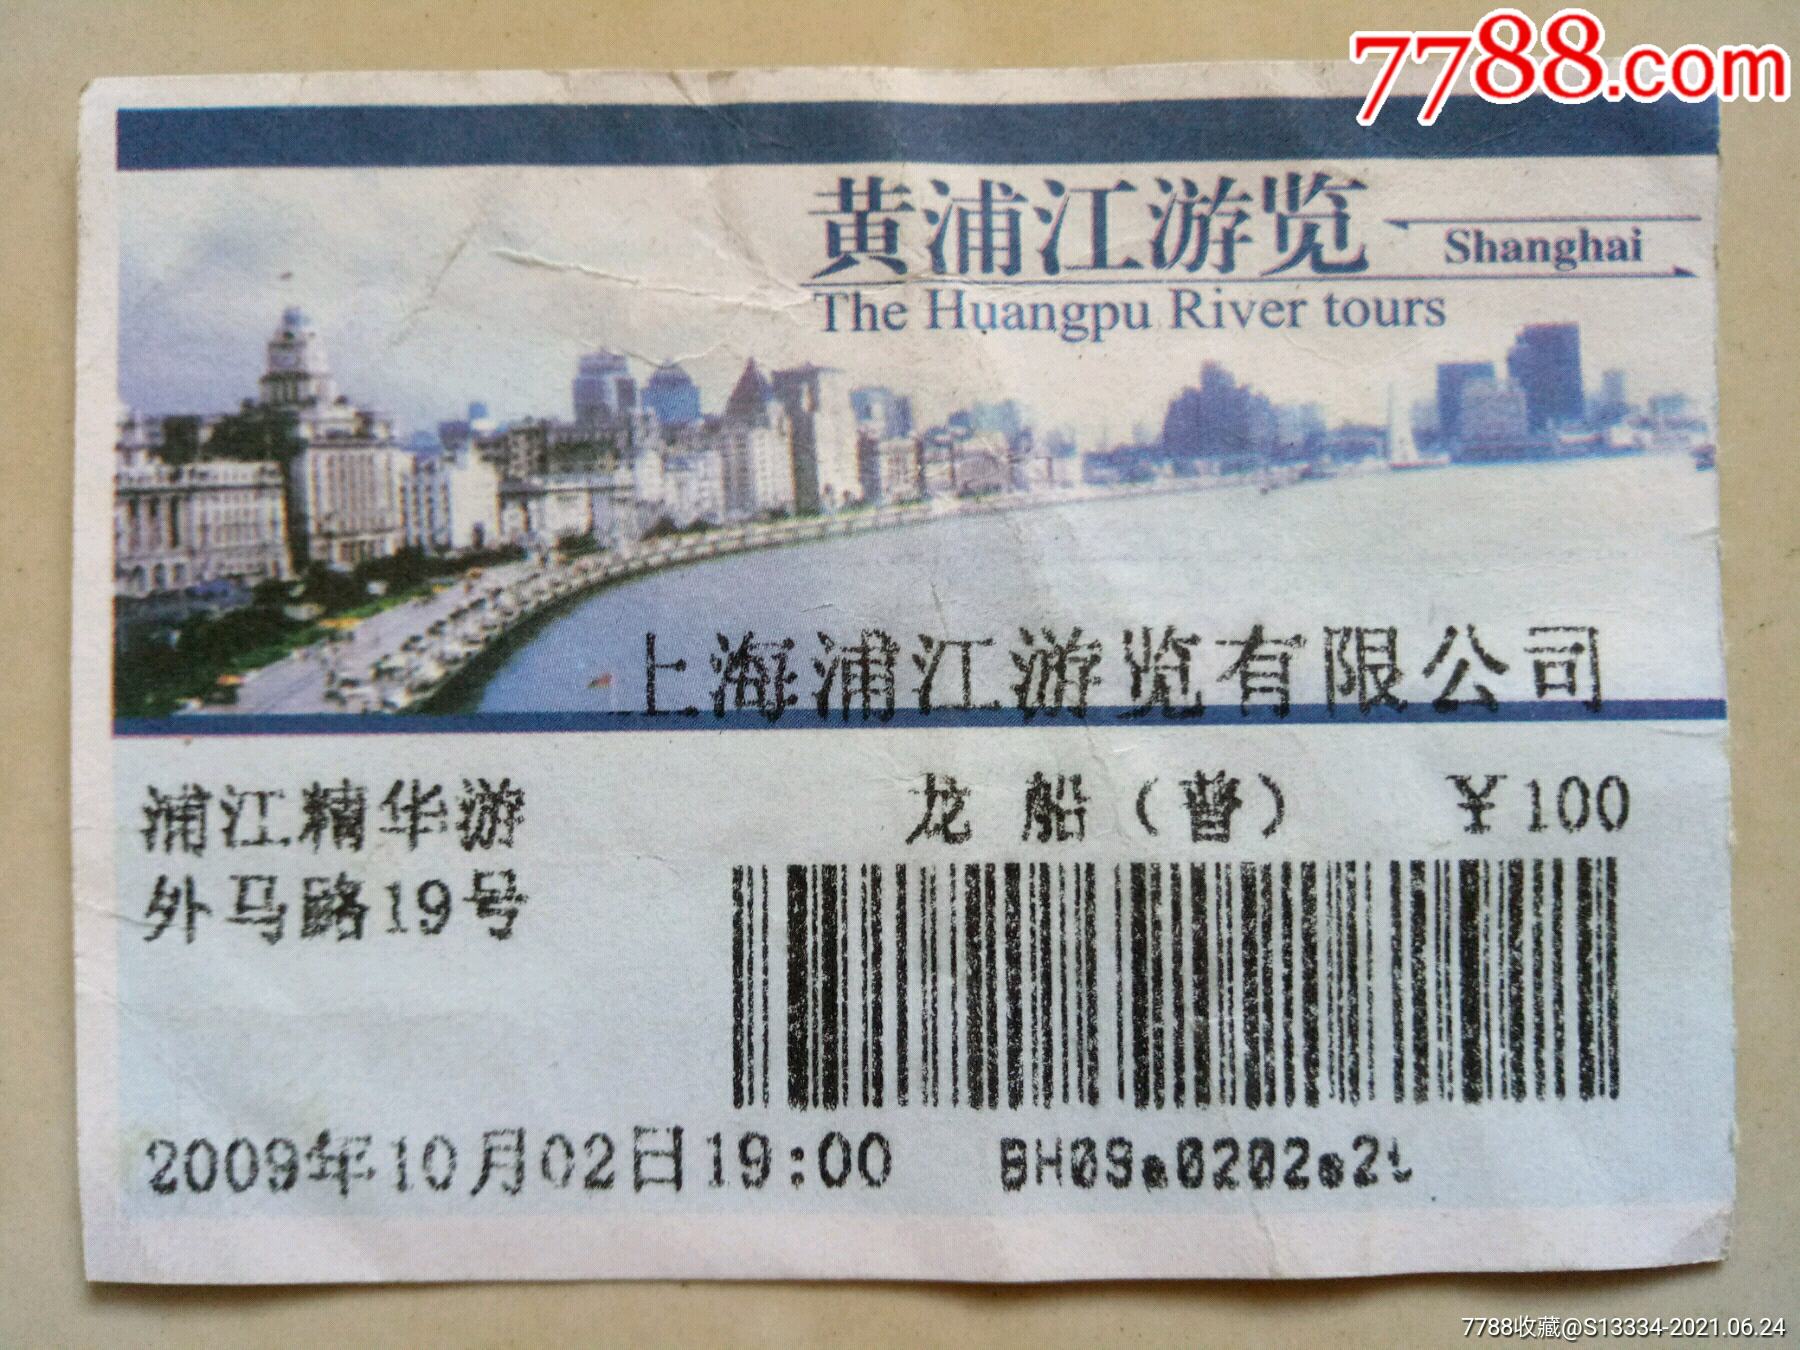 7788.com
黄浦江游览
Shanghai
The Huangpu River tours
上海浦江游览有限公司
浦江精华游 龙船（普） ¥100
外马路19号
2009年10月02日19:00
7788收藏@S13334-2021.06.24